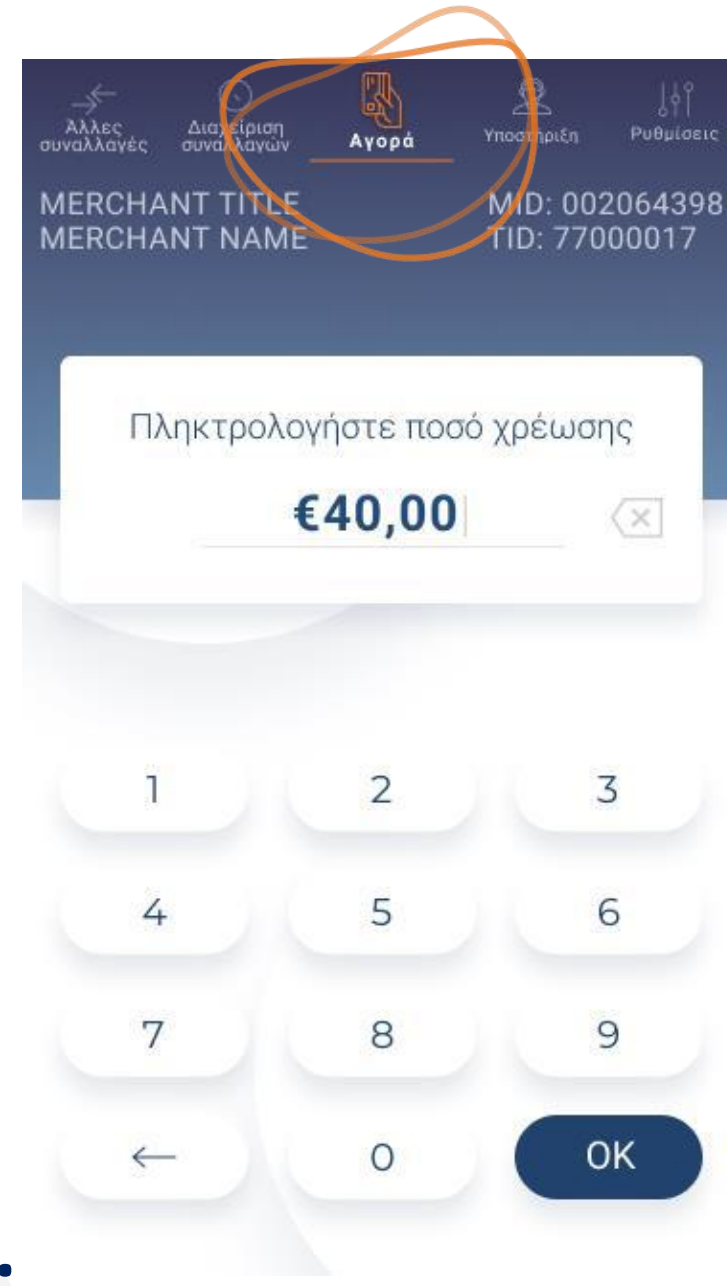 Άλλες συναλλαγές
Διαχείριση συναλλαγών
Αγορά
Υποστήριξη
Ρυθμίσεις
MERCHANT TITLE
MID: 002064398
MERCHANT NAME
TID: 77000017
Πληκτρολογήστε ποσό χρέωσης
€40,00
1 2 3
4 5 6
7 8 9
← 0 OK